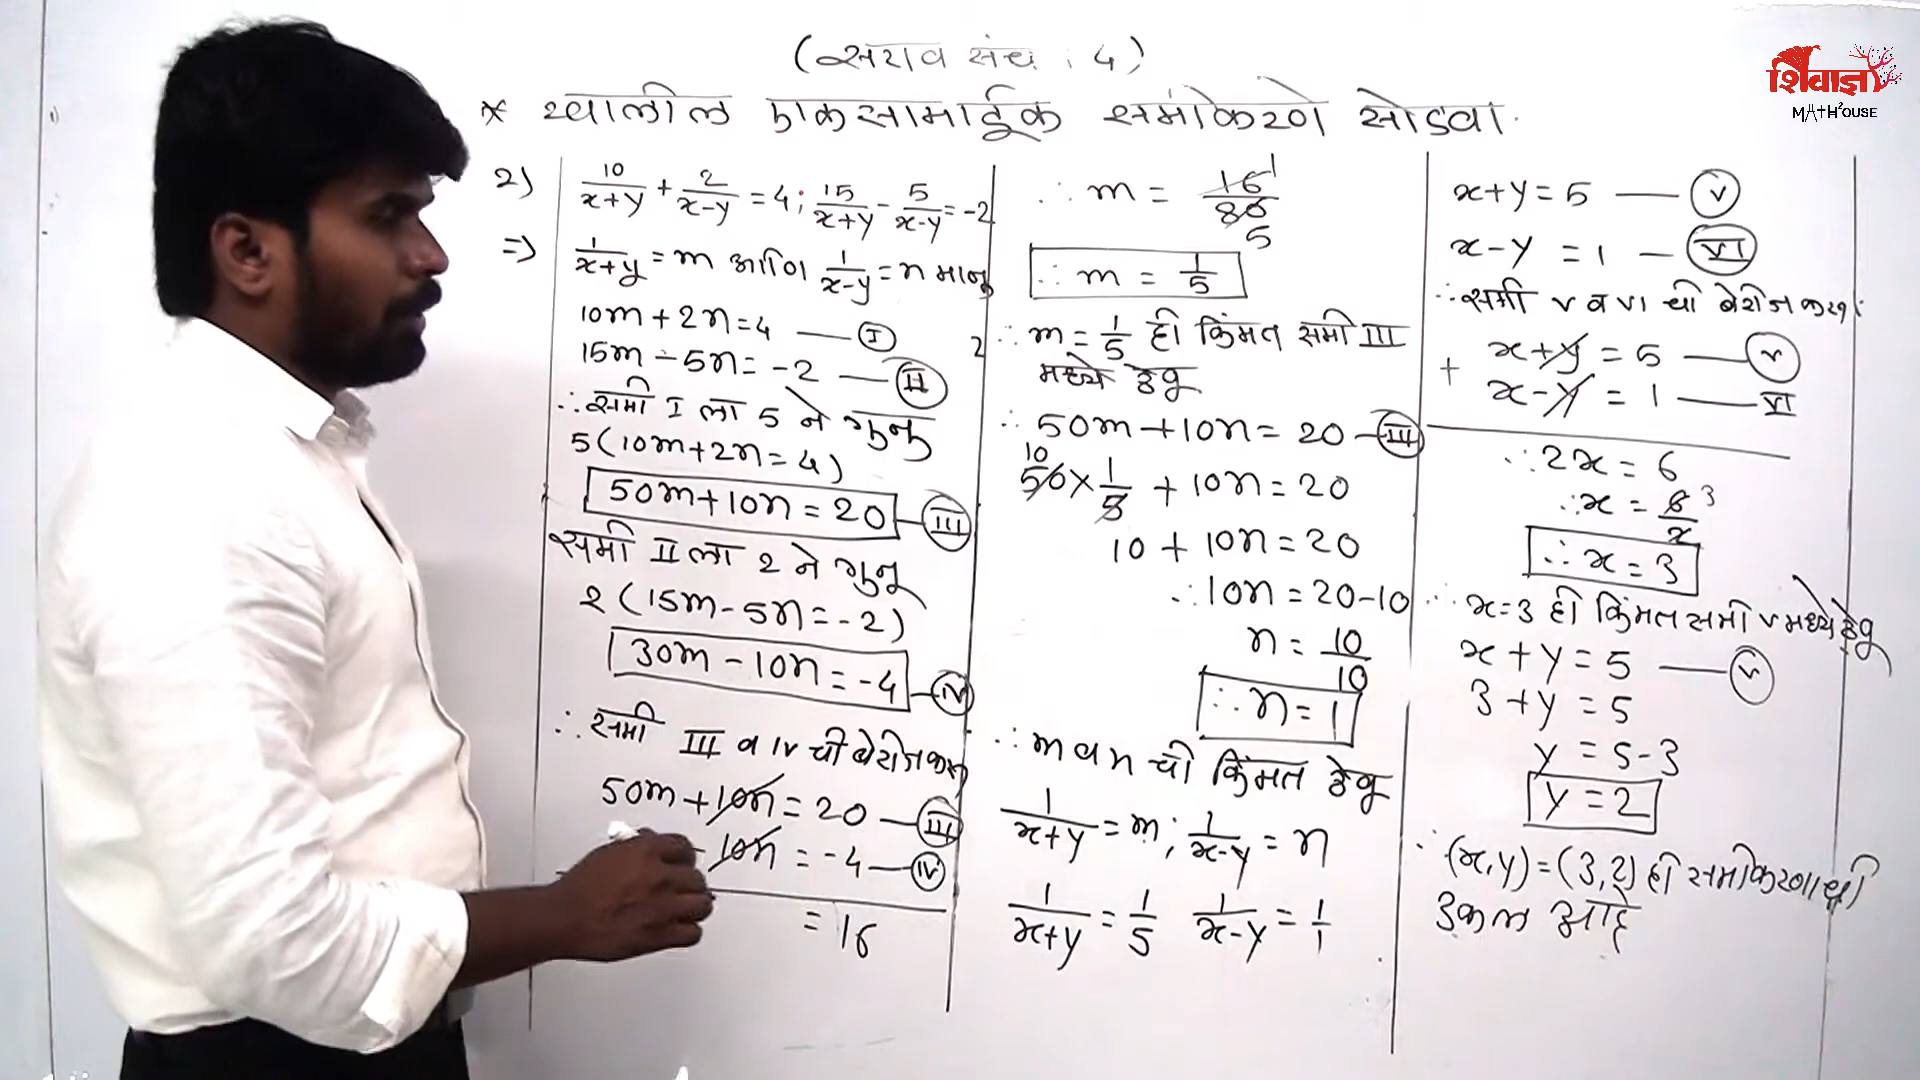 (सराव संच : 4)
शिवाज्ञ
MATH²OUSE
* खालील एकसामाईक समीकरणे सोडवा.
2) 10/x+y + 2/x-y = 4; 15/x+y - 5/x-y = -2
=> 1/x+y = m आणि 1/x-y = n मानू
10m + 2n = 4 — I
15m - 5n = -2 — II
∴ समी I ला 5 ने गुनू
5(10m+2n=4)
50m+10n = 20 — III
समी II ला 2 ने गुनू
2(15m-5n=-2)
30m - 10n = -4 — IV
∴ समी III व IV ची बेरीज करू
50m + 10n = 20 — III
- 10n = -4 — IV
= 16
∴ m = 16/80 1/5
∴ m = 1/5
∴ m = 1/5 ही किंमत समी III
मध्ये ठेवू
∴ 50m + 10n = 20 — III
10
50 × 1/5 + 10n = 20
10 + 10n = 20
∴ 10n = 20-10
n = 10/10
∴ n = 1
∴ m व n ची किंमत ठेवू
1/x+y = m; 1/x-y = n
1/x+y = 1/5 1/x-y = 1/1
x+y = 5 — V
x-y = 1 — VI
∴ समी V व VI ची बेरीज करू
x+y = 5 — V
+ x-y = 1 — VI
∴ 2x = 6
∴ x = 6/2 3
∴ x = 3
∴ x=3 ही किंमत समी V मध्ये ठेवू
x + y = 5 — V
3 + y = 5
y = 5-3
y = 2
∴ (x,y) = (3,2) ही समीकरणाची
उकल आहे